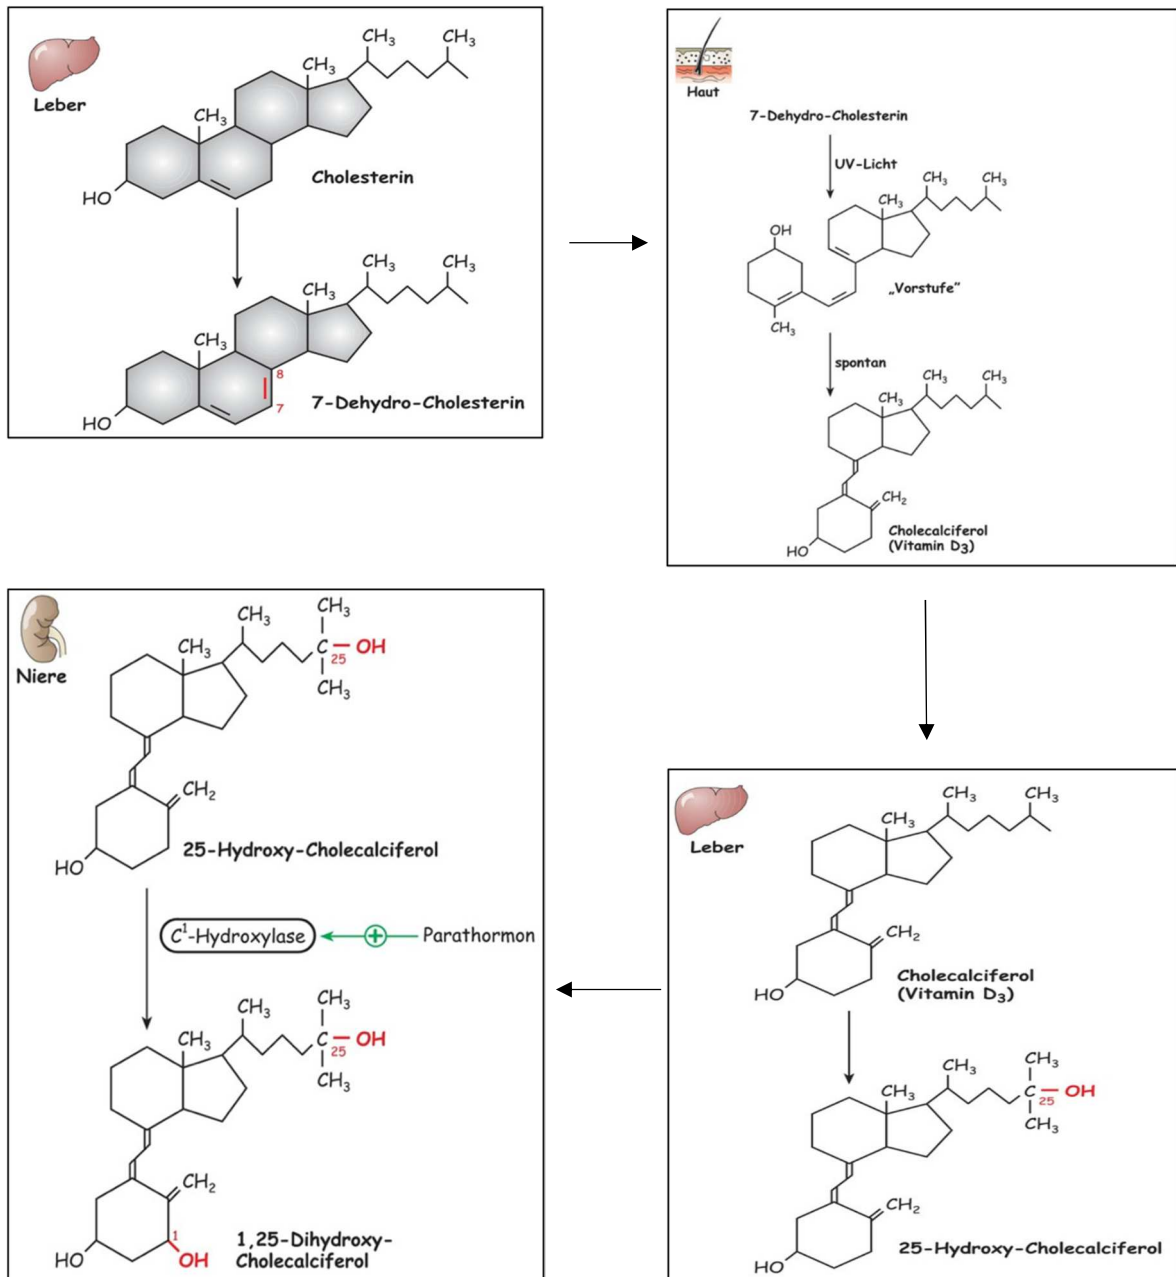 Leber
CH3
CH3
CH3
CH3
HO
Cholesterin
CH3
CH3
CH3
CH3
8
7
HO
7-Dehydro-Cholesterin
Haut
7-Dehydro-Cholesterin
UV-Licht
CH3
CH3
CH3
OH
CH3
„Vorstufe”
spontan
CH3
CH3
CH3
CH2
HO
Cholecalciferol
(Vitamin D3)
Leber
CH3
CH3
CH3
CH2
HO
Cholecalciferol
(Vitamin D3)
CH3
CH3
CH3
C – OH
25
CH3
CH2
HO
25-Hydroxy-Cholecalciferol
Niere
CH3
CH3
CH3
C – OH
25
CH3
CH2
HO
25-Hydroxy-Cholecalciferol
C1-Hydroxylase + Parathormon
CH3
CH3
CH3
C – OH
25
CH3
CH2
1
HO
OH
1,25-Dihydroxy-
Cholecalciferol